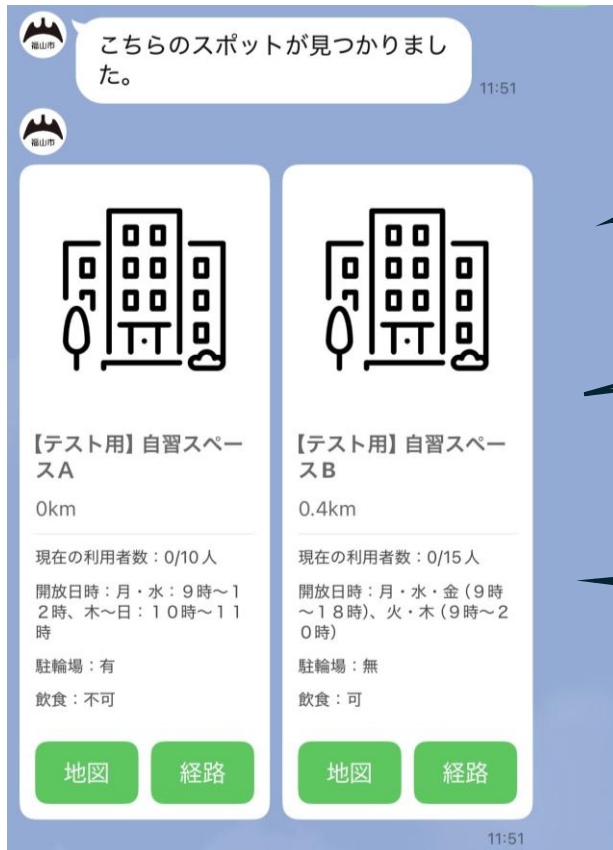 福山市
こちらのスポットが見つかりまし
た。
11:51
福山市
【テスト用】自習スペー
スA
0km
現在の利用者数：0/10人
開放日時：月・水：９時～１
２時、木～日：１０時～１１
時
駐輪場：有
飲食：不可
地図
経路
【テスト用】自習スペー
スB
0.4km
現在の利用者数：0/15人
開放日時：月・水・金（９時
～１８時）、火・木（９時～２
０時）
駐輪場：無
飲食：可
地図
経路
11:51